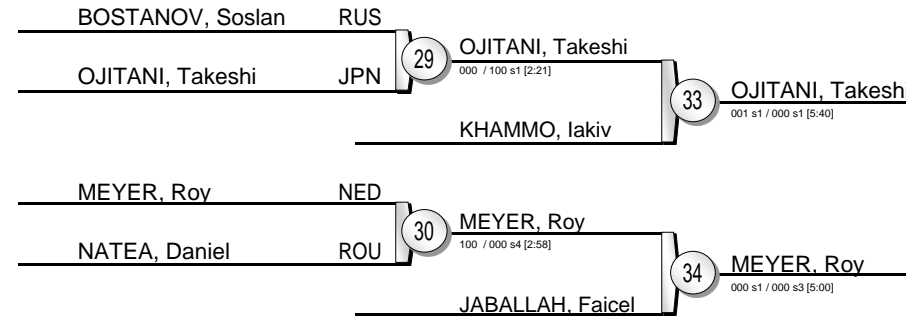 BOSTANOV, Soslan RUS
29
OJITANI, Takeshi
000 / 100 s1 [2:21]
OJITANI, Takeshi JPN
33
OJITANI, Takeshi
001 s1 / 000 s1 [5:40]
KHAMMO, Iakiv
MEYER, Roy NED
30
MEYER, Roy
100 / 000 s4 [2:58]
NATEA, Daniel ROU
34
MEYER, Roy
000 s1 / 000 s3 [5:00]
JABALLAH, Faicel